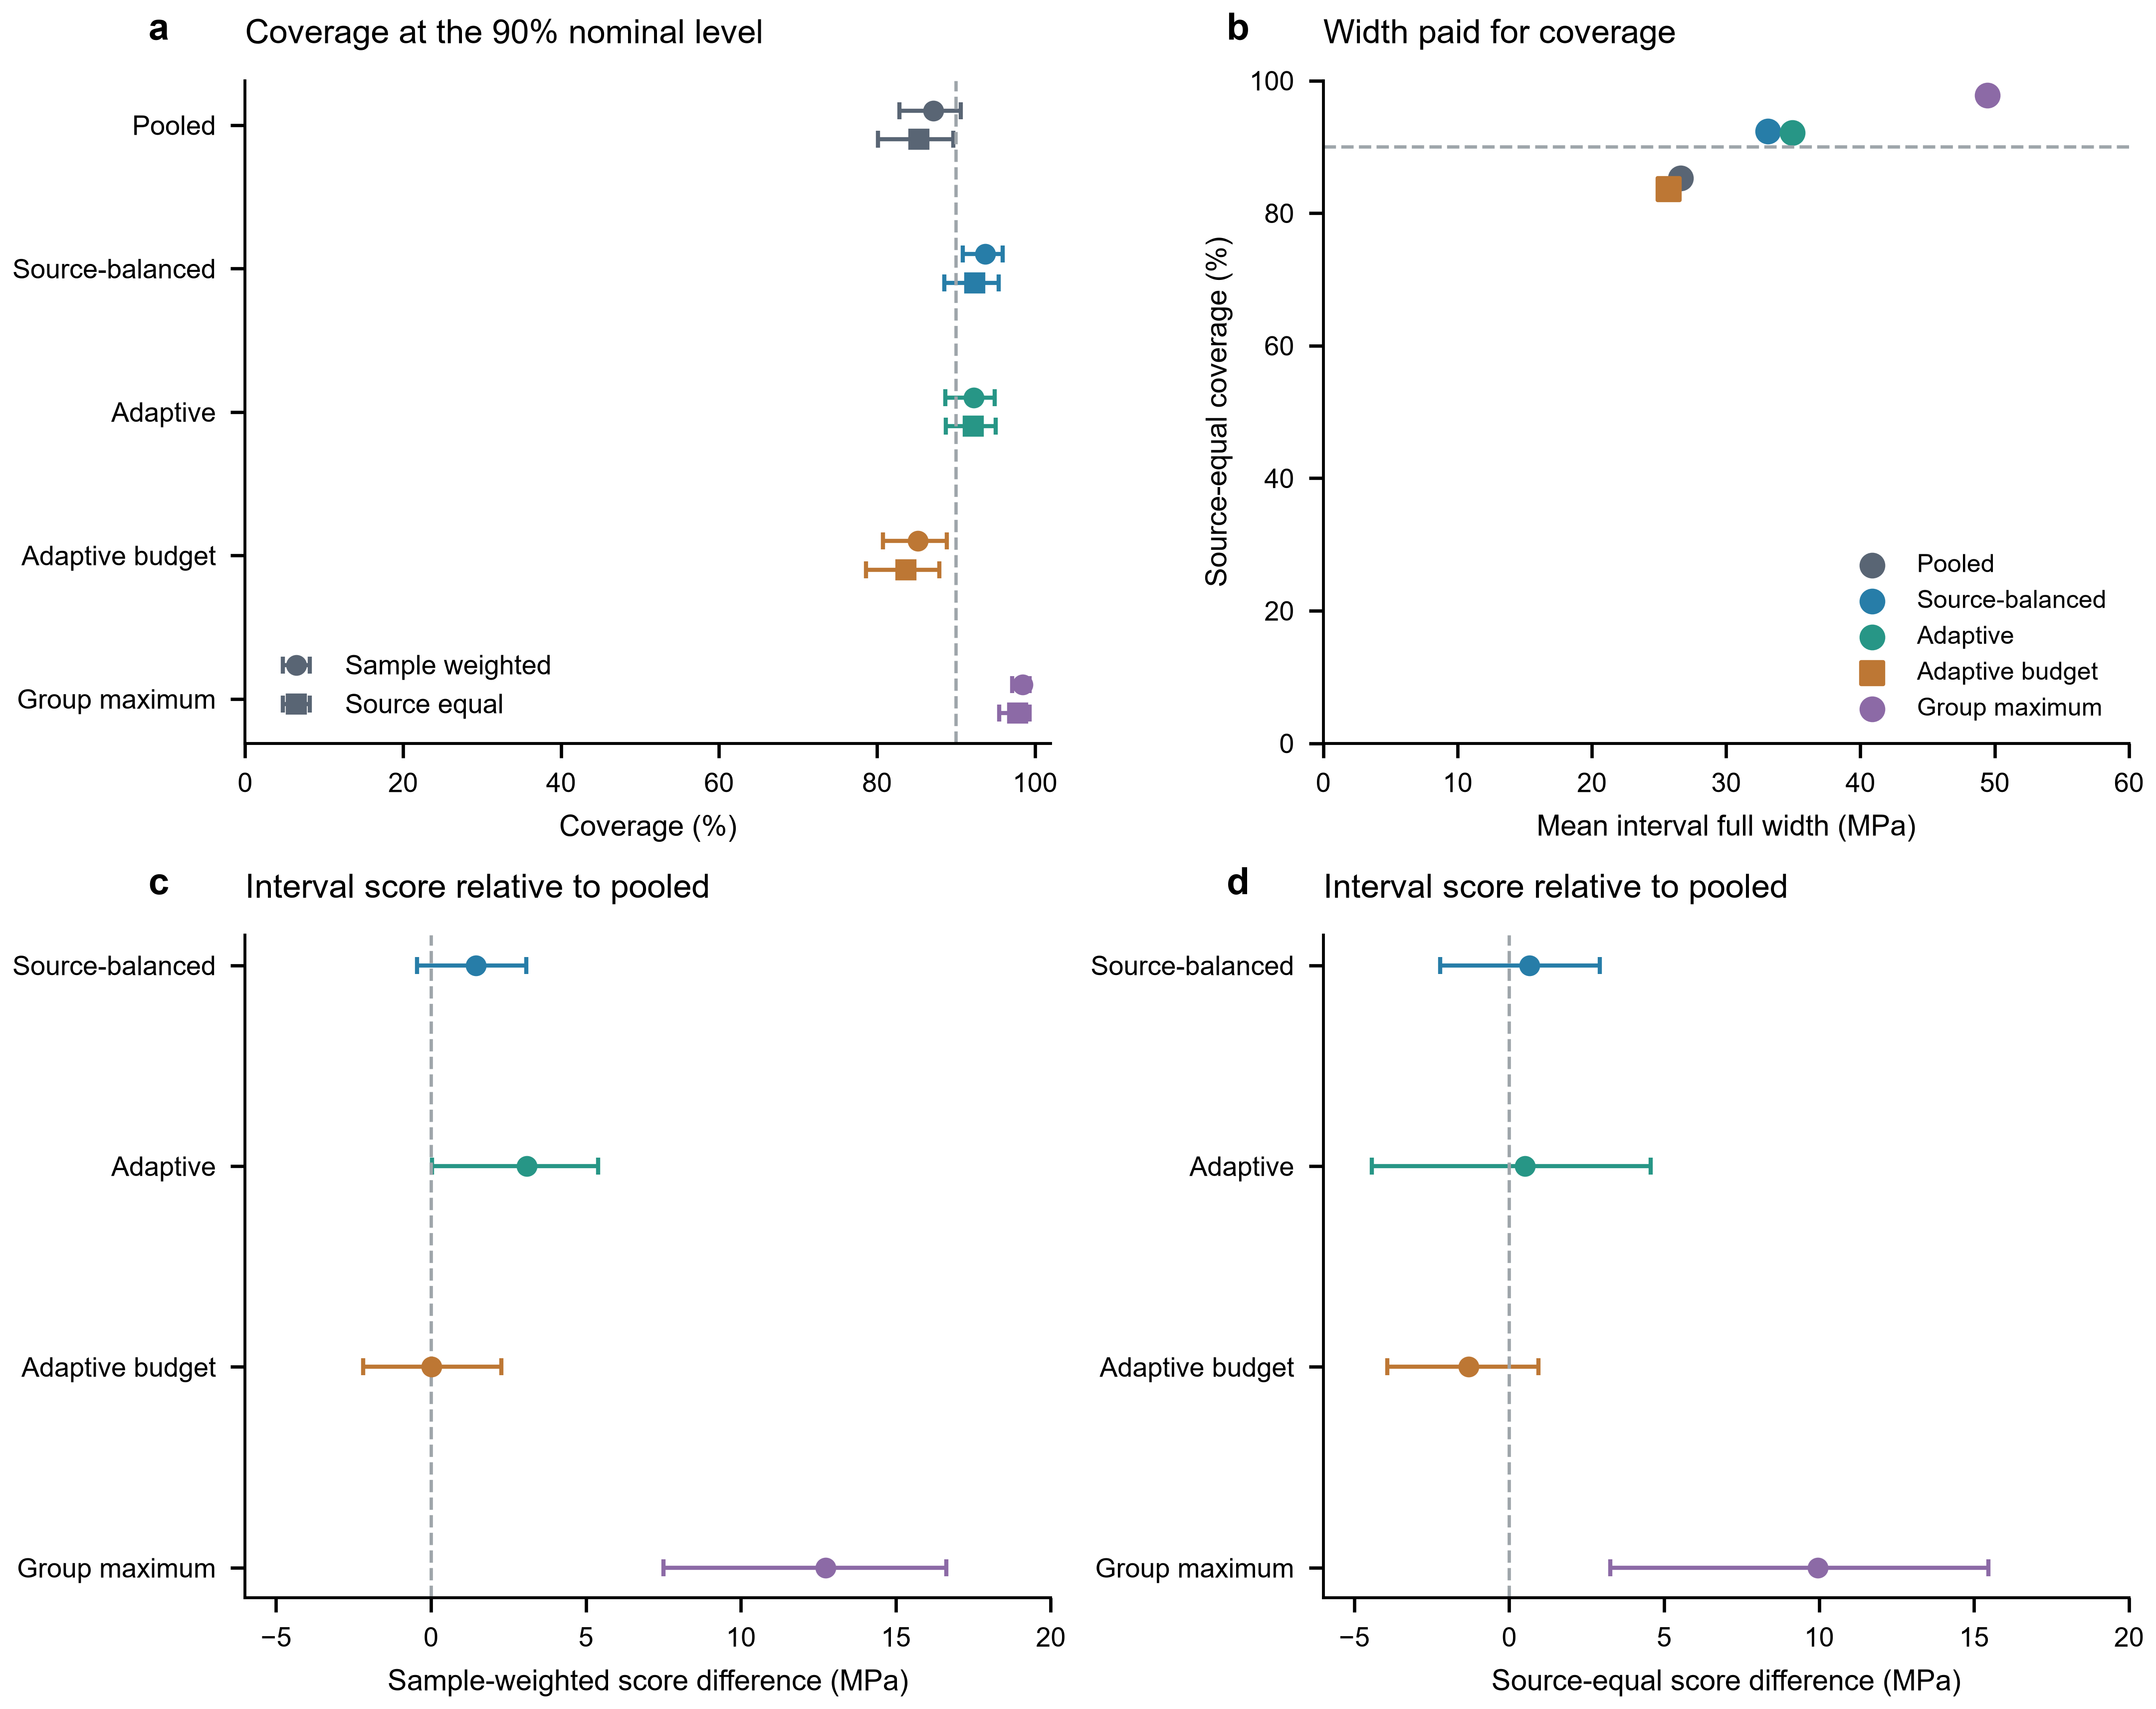 a Coverage at the 90% nominal level
Pooled
Source-balanced
Adaptive
Adaptive budget
Group maximum
Sample weighted
Source equal
0 20 40 60 80 100
Coverage (%)
b Width paid for coverage
Source-equal coverage (%)
100
80
60
40
20
0
Pooled
Source-balanced
Adaptive
Adaptive budget
Group maximum
0 10 20 30 40 50 60
Mean interval full width (MPa)
c Interval score relative to pooled
Source-balanced
Adaptive
Adaptive budget
Group maximum
−5 0 5 10 15 20
Sample-weighted score difference (MPa)
d Interval score relative to pooled
Source-balanced
Adaptive
Adaptive budget
Group maximum
−5 0 5 10 15 20
Source-equal score difference (MPa)